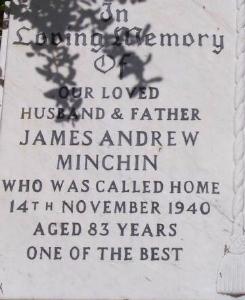 In
Loving Memory
Of
OUR LOVED
HUSBAND & FATHER
JAMES ANDREW
MINCHIN
WHO WAS CALLED HOME
14TH NOVEMBER 1940
AGED 83 YEARS
ONE OF THE BEST